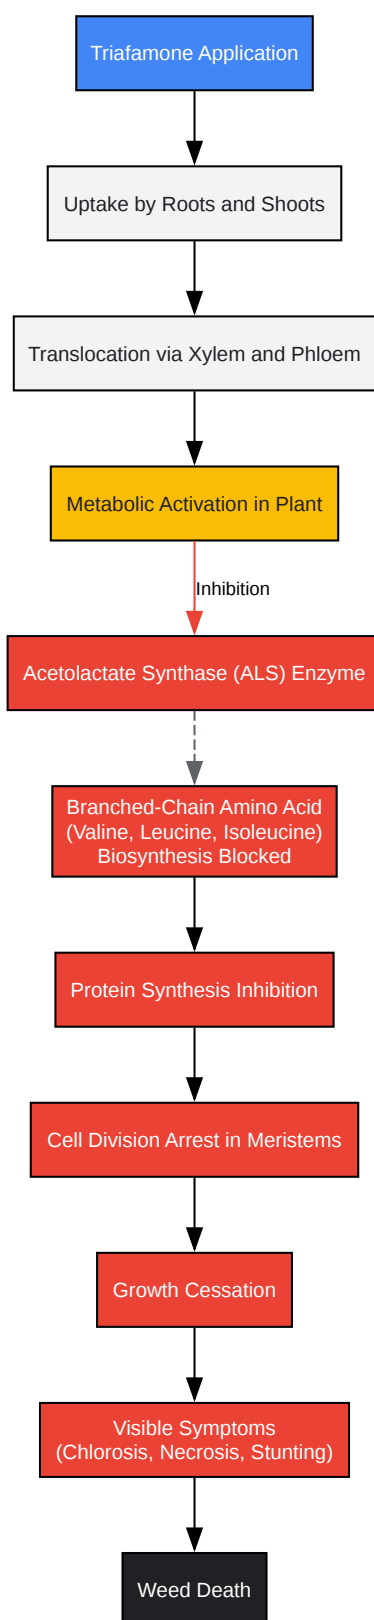 Triafamone Application
Uptake by Roots and Shoots
Translocation via Xylem and Phloem
Metabolic Activation in Plant
Inhibition
Acetolactate Synthase (ALS) Enzyme
Branched-Chain Amino Acid
(Valine, Leucine, Isoleucine)
Biosynthesis Blocked
Protein Synthesis Inhibition
Cell Division Arrest in Meristems
Growth Cessation
Visible Symptoms
(Chlorosis, Necrosis, Stunting)
Weed Death